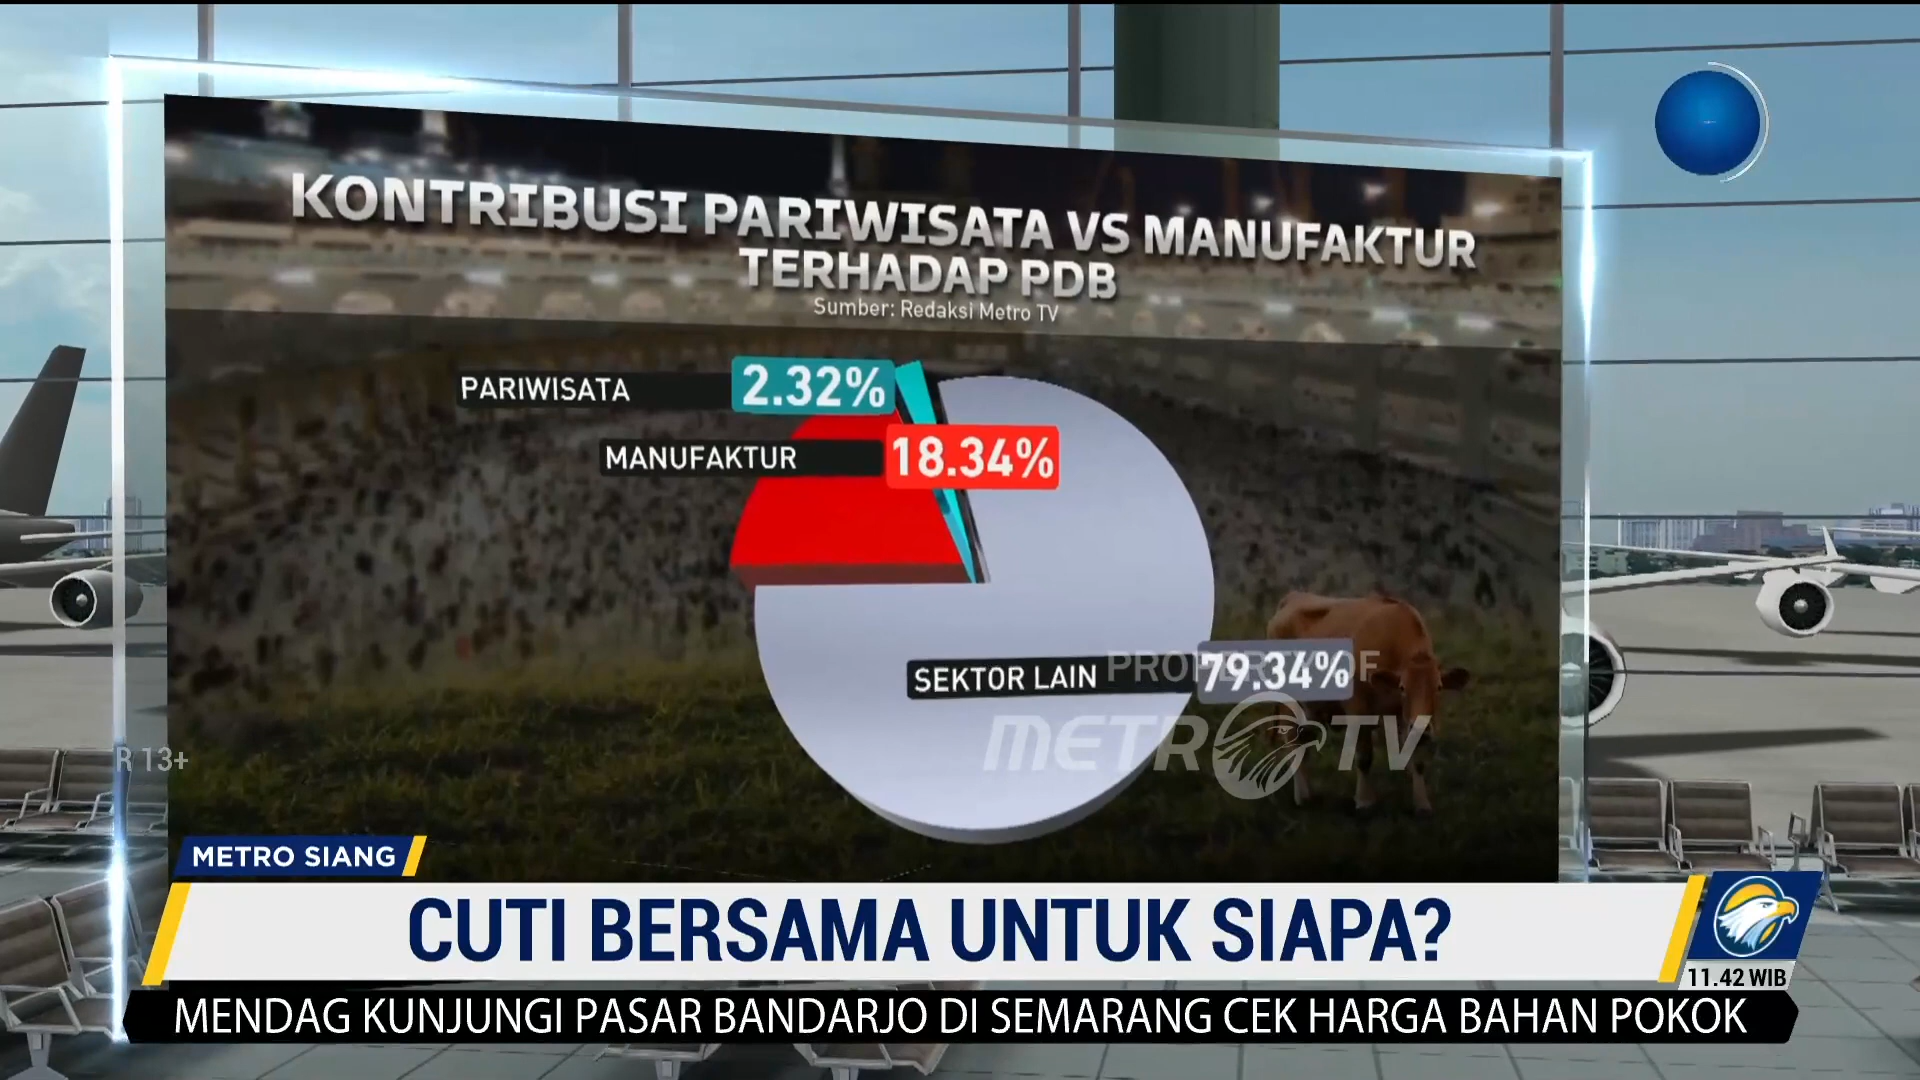 KONTRIBUSI PARIWISATA VS MANUFAKTUR
TERHADAP PDB
Sumber: Redaksi Metro TV
PARIWISATA 2.32%
MANUFAKTUR 18.34%
SEKTOR LAIN 79.34%
PROPERTY OF
METRO TV
R 13+
METRO SIANG
CUTI BERSAMA UNTUK SIAPA?
11.42 WIB
MENDAG KUNJUNGI PASAR BANDARJO DI SEMARANG CEK HARGA BAHAN POKOK